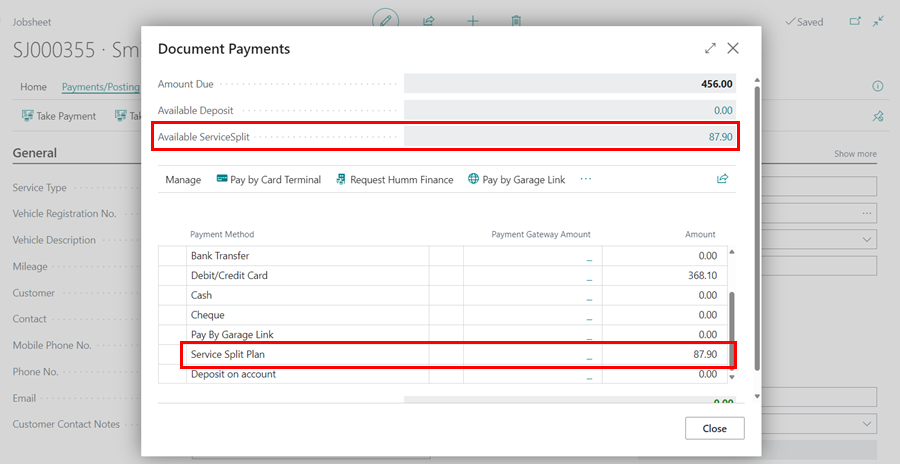 Jobsheet
Saved
SJ000355 · Sm
Document Payments
Home
Payments/Posting
Amount Due
456.00
Available Deposit
0.00
Take Payment
Available ServiceSplit
87.90
General
Show more
Manage
Pay by Card Terminal
Request Humm Finance
Pay by Garage Link
...
Service Type
Vehicle Registration No.
...
Payment Method
Payment Gateway Amount
Amount
Vehicle Description
Bank Transfer
_
0.00
Mileage
Debit/Credit Card
_
368.10
Customer
Cash
_
0.00
Contact
Cheque
_
0.00
Mobile Phone No.
Pay By Garage Link
_
0.00
Service Split Plan
_
87.90
Phone No.
Deposit on account
_
0.00
Email
0.00
Customer Contact Notes
Close